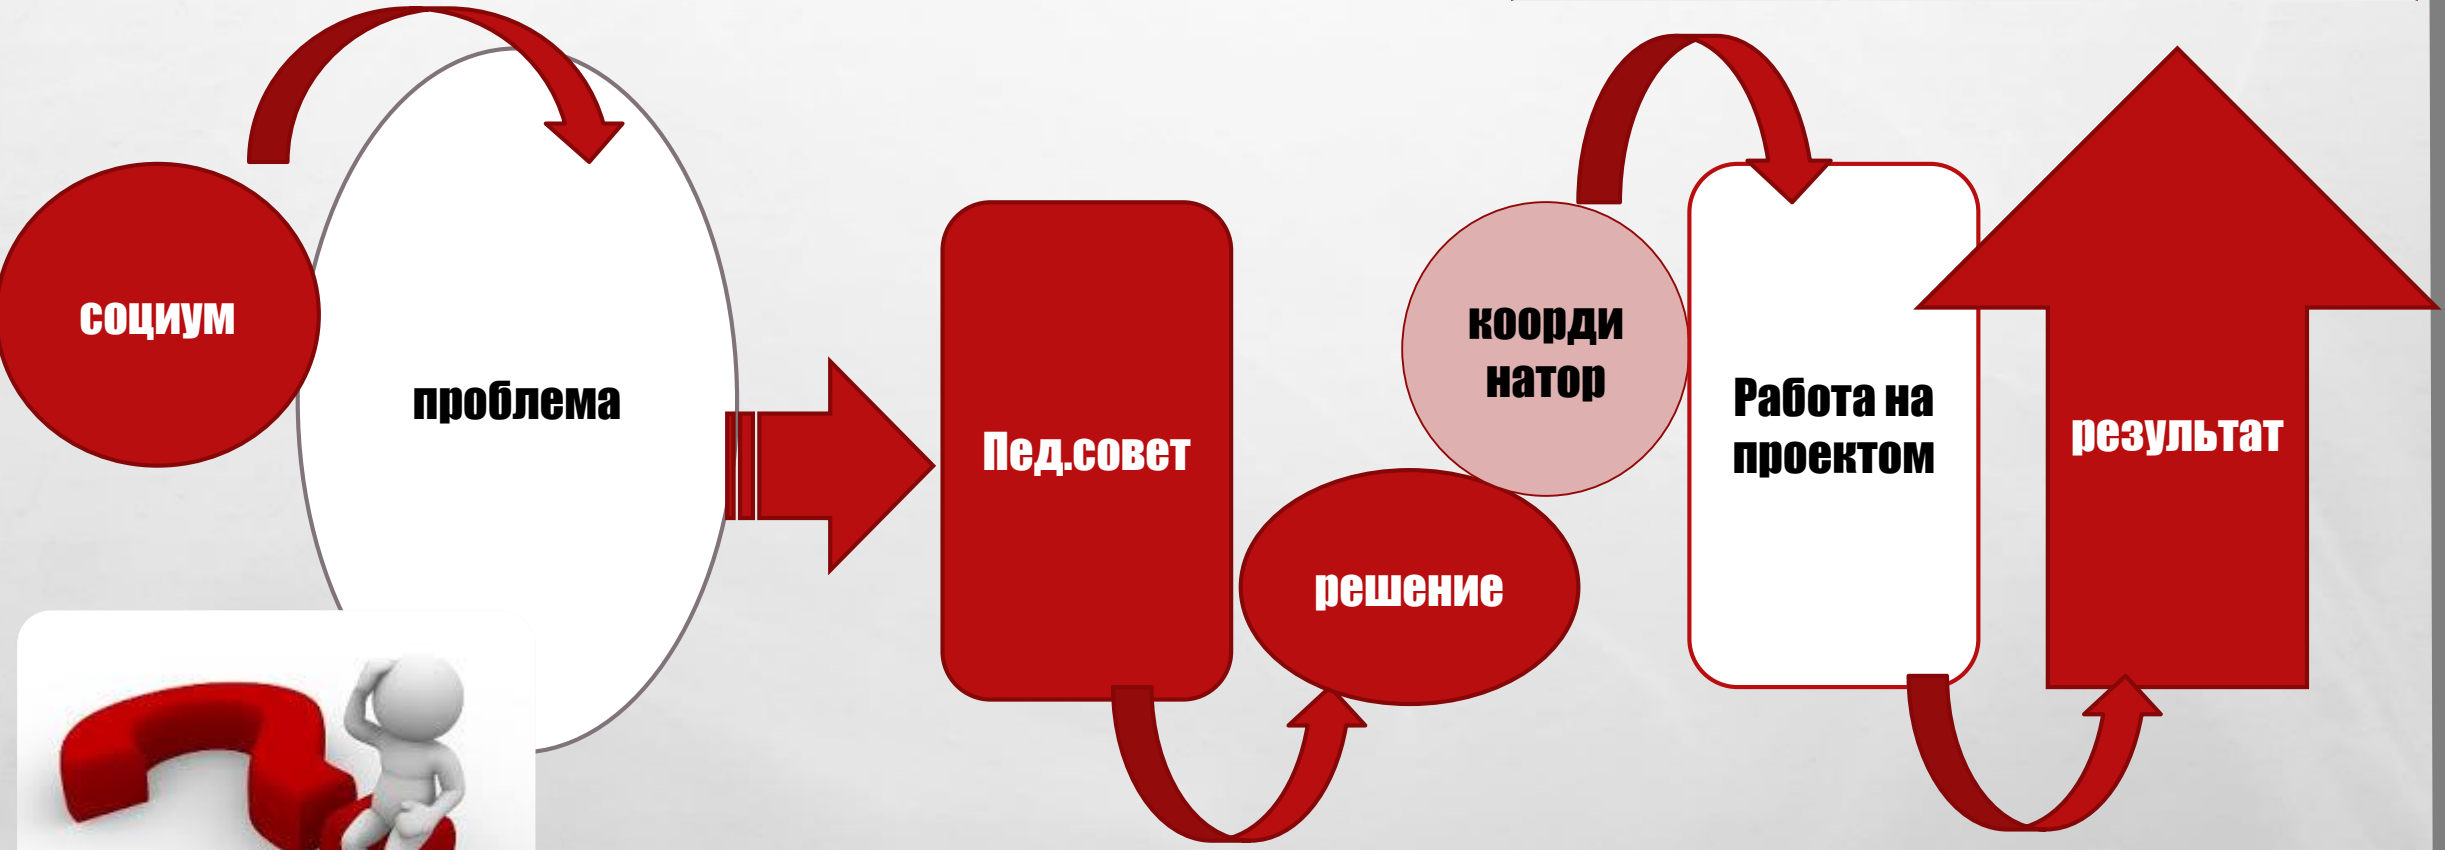 социум
проблема
Пед.совет
решение
коорди
натор
Работа на
проектом
результат